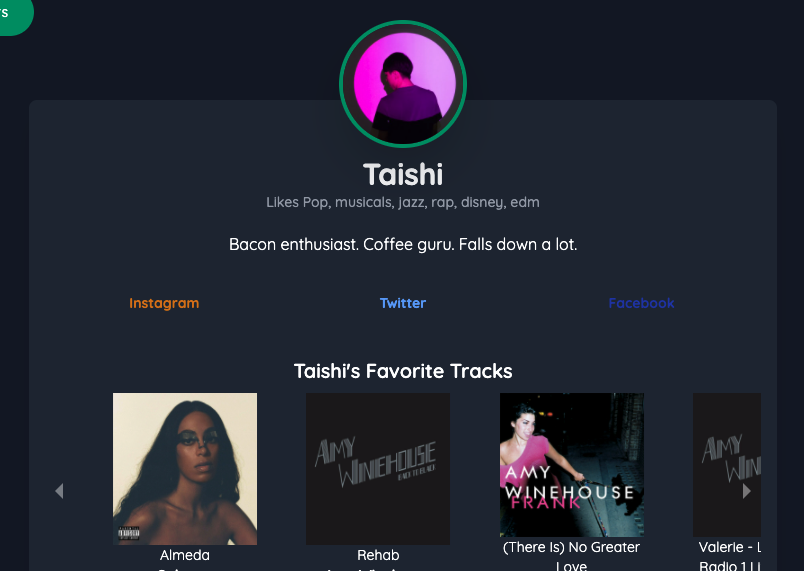 Taishi
Likes Pop, musicals, jazz, rap, disney, edm
Bacon enthusiast. Coffee guru. Falls down a lot.
Instagram Twitter Facebook
Taishi's Favorite Tracks
AMY
WINEHOUSE
BACK TO BLACK
AMY
WINEHOUSE
FRANK
AMY
WIN
Almeda
Rehab
(There Is) No Greater
Love
Valerie - L
Radio 1 Li